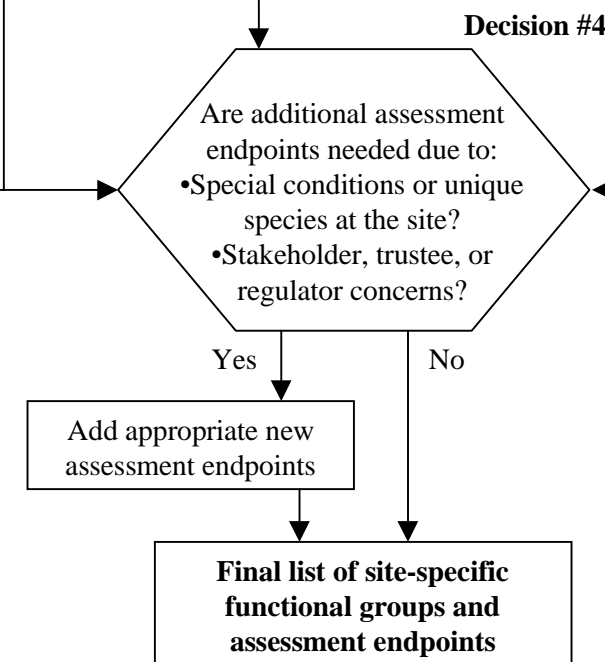 Decision #4
Are additional assessment
endpoints needed due to:
•Special conditions or unique
species at the site?
•Stakeholder, trustee, or
regulator concerns?
Yes
No
Add appropriate new
assessment endpoints
Final list of site-specific
functional groups and
assessment endpoints